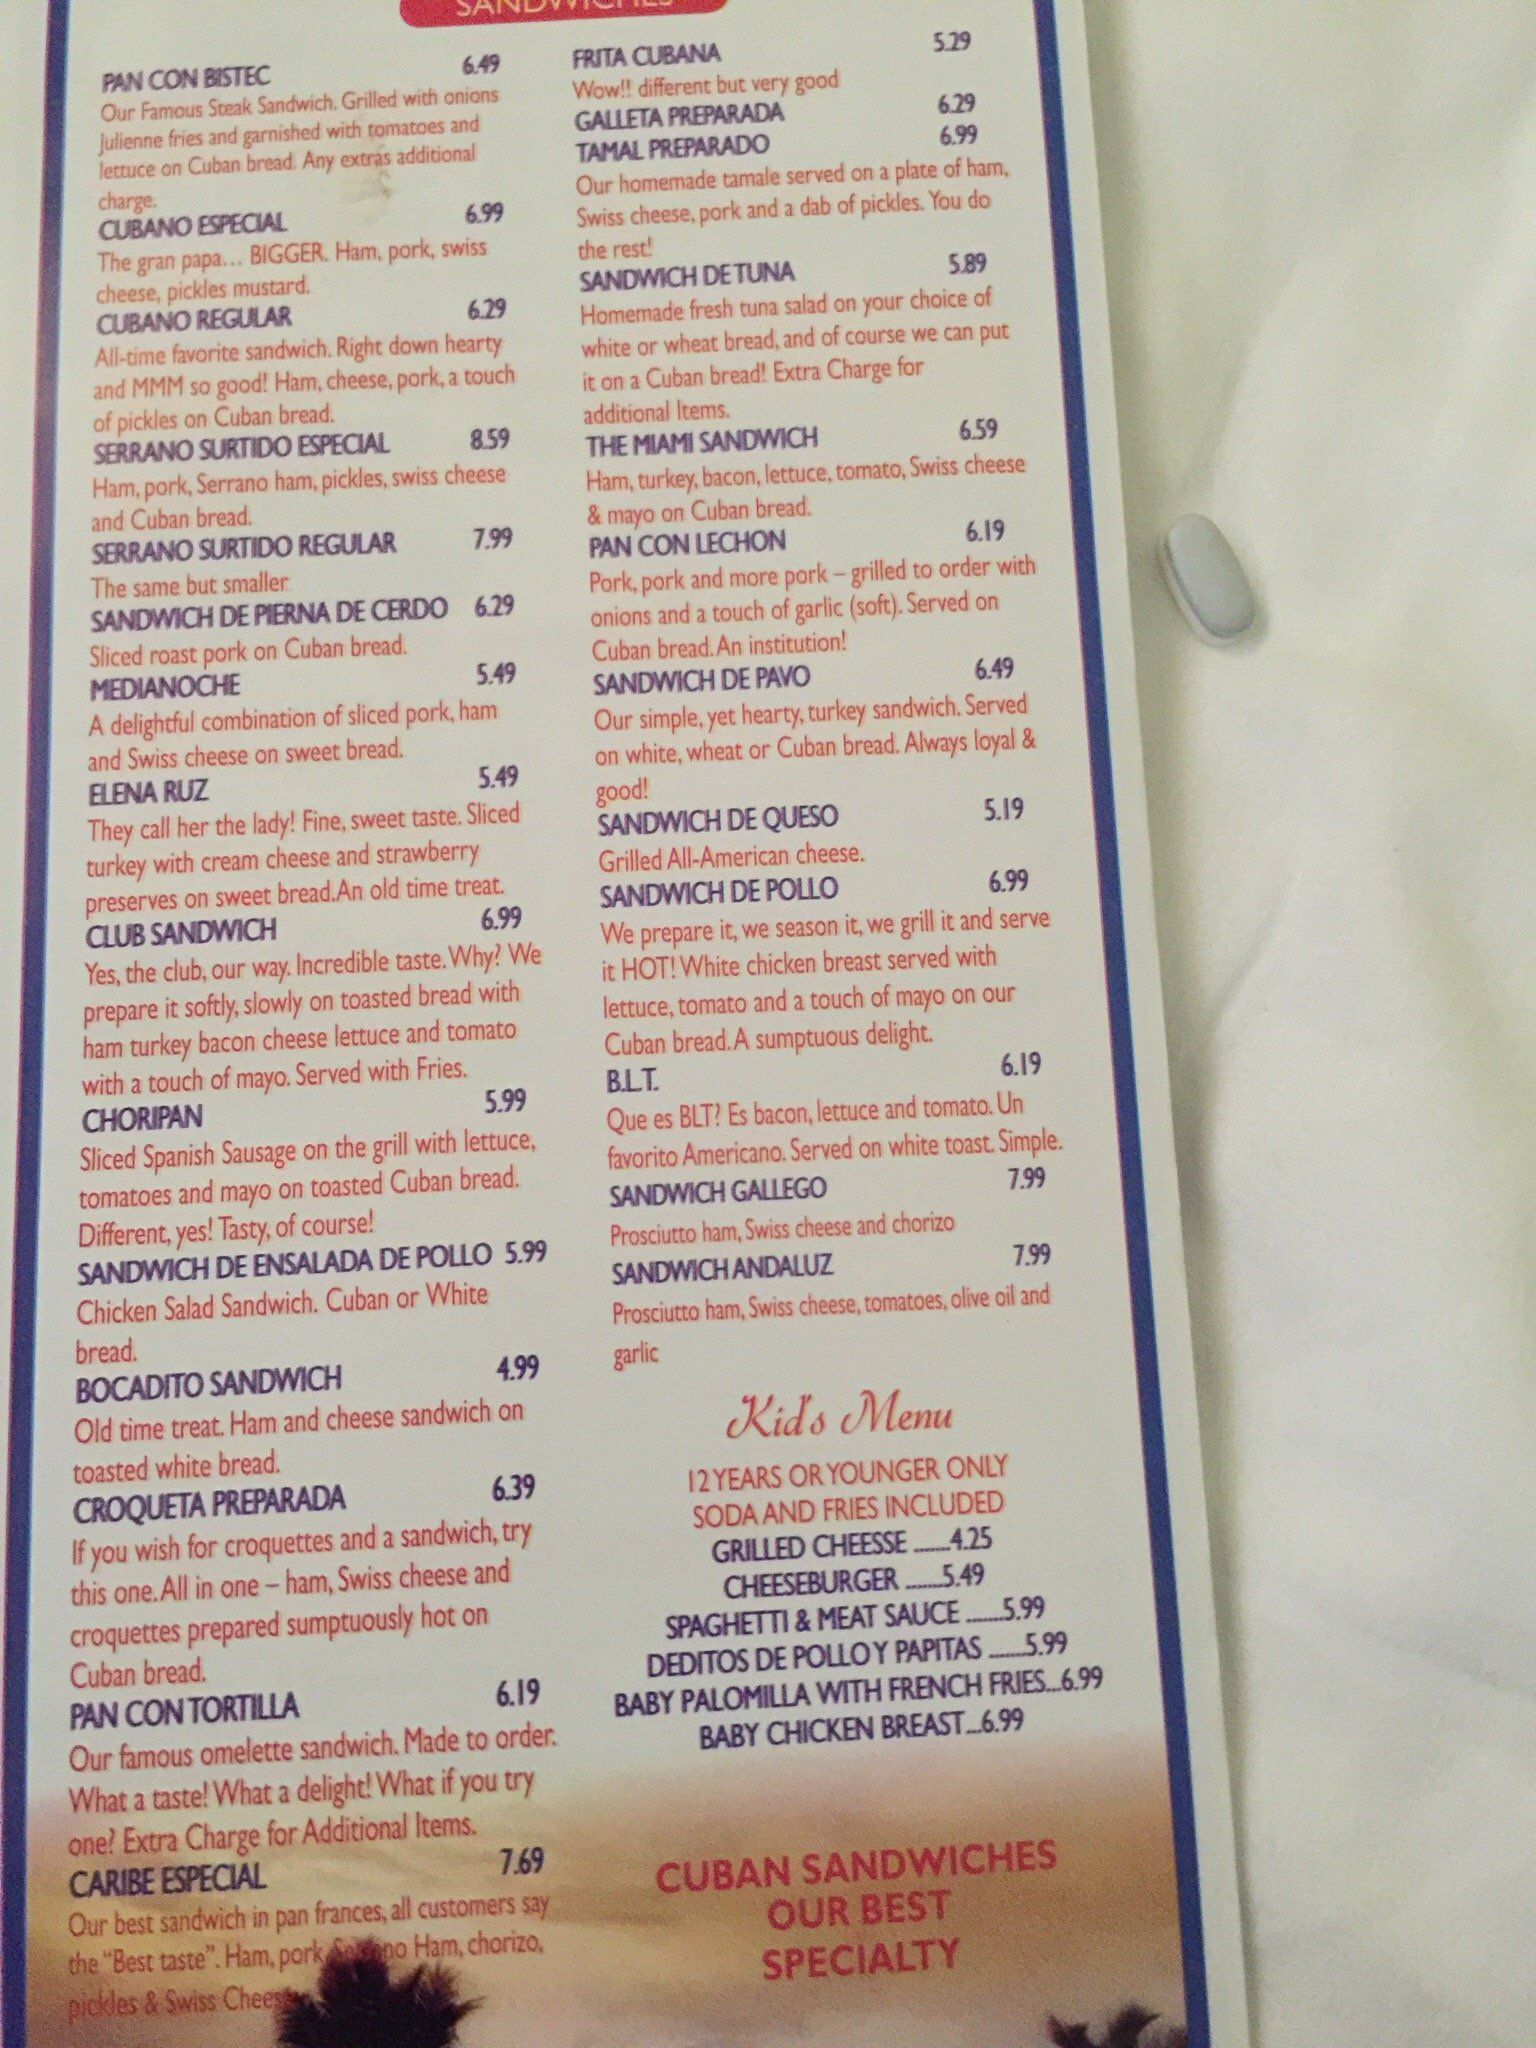 SANDWICHES
PAN CON BISTEC 6.49
Our Famous Steak Sandwich. Grilled with onions
Julienne fries and garnished with tomatoes and
lettuce on Cuban bread. Any extras additional
charge.
CUBANO ESPECIAL 6.99
The gran papa... BIGGER. Ham, pork, swiss
cheese, pickles mustard.
CUBANO REGULAR 6.29
All-time favorite sandwich. Right down hearty
and MMM so good! Ham, cheese, pork, a touch
of pickles on Cuban bread.
SERRANO SURTIDO ESPECIAL 8.59
Ham, pork, Serrano ham, pickles, swiss cheese
and Cuban bread.
SERRANO SURTIDO REGULAR 7.99
The same but smaller
SANDWICH DE PIERNA DE CERDO 6.29
Sliced roast pork on Cuban bread.
MEDIANOCHE 5.49
A delightful combination of sliced pork, ham
and Swiss cheese on sweet bread.
ELENA RUZ 5.49
They call her the lady! Fine, sweet taste. Sliced
turkey with cream cheese and strawberry
preserves on sweet bread. An old time treat.
CLUB SANDWICH 6.99
Yes, the club, our way. Incredible taste. Why? We
prepare it softly, slowly on toasted bread with
ham turkey bacon cheese lettuce and tomato
with a touch of mayo. Served with Fries.
CHORIPAN 5.99
Sliced Spanish Sausage on the grill with lettuce,
tomatoes and mayo on toasted Cuban bread.
Different, yes! Tasty, of course!
SANDWICH DE ENSALADA DE POLLO 5.99
Chicken Salad Sandwich. Cuban or White
bread.
BOCADITO SANDWICH 4.99
Old time treat. Ham and cheese sandwich on
toasted white bread.
CROQUETA PREPARADA 6.39
If you wish for croquettes and a sandwich, try
this one. All in one – ham, Swiss cheese and
croquettes prepared sumptuously hot on
Cuban bread.
PAN CON TORTILLA 6.19
Our famous omelette sandwich. Made to order.
What a taste! What a delight! What if you try
one? Extra Charge for Additional Items.
CARIBE ESPECIAL 7.69
Our best sandwich in pan frances, all customers say
the "Best taste". Ham, pork, Serrano Ham, chorizo,
pickles & Swiss Cheese
FRITA CUBANA 5.29
Wow!! different but very good
GALLETA PREPARADA 6.29
TAMAL PREPARADO 6.99
Our homemade tamale served on a plate of ham,
Swiss cheese, pork and a dab of pickles. You do
the rest!
SANDWICH DE TUNA 5.89
Homemade fresh tuna salad on your choice of
white or wheat bread, and of course we can put
it on a Cuban bread! Extra Charge for
additional Items.
THE MIAMI SANDWICH 6.59
Ham, turkey, bacon, lettuce, tomato, Swiss cheese
& mayo on Cuban bread.
PAN CON LECHON 6.19
Pork, pork and more pork – grilled to order with
onions and a touch of garlic (soft). Served on
Cuban bread. An institution!
SANDWICH DE PAVO 6.49
Our simple, yet hearty, turkey sandwich. Served
on white, wheat or Cuban bread. Always loyal &
good!
SANDWICH DE QUESO 5.19
Grilled All-American cheese.
SANDWICH DE POLLO 6.99
We prepare it, we season it, we grill it and serve
it HOT! White chicken breast served with
lettuce, tomato and a touch of mayo on our
Cuban bread. A sumptuous delight.
B.L.T. 6.19
Que es BLT? Es bacon, lettuce and tomato. Un
favorito Americano. Served on white toast. Simple.
SANDWICH GALLEGO 7.99
Prosciutto ham, Swiss cheese and chorizo
SANDWICH ANDALUZ 7.99
Prosciutto ham, Swiss cheese, tomatoes, olive oil and
garlic
Kid's Menu
12 YEARS OR YOUNGER ONLY
SODA AND FRIES INCLUDED
GRILLED CHEESSE ......4.25
CHEESEBURGER ......5.49
SPAGHETTI & MEAT SAUCE ......5.99
DEDITOS DE POLLO Y PAPITAS ......5.99
BABY PALOMILLA WITH FRENCH FRIES...6.99
BABY CHICKEN BREAST...6.99
CUBAN SANDWICHES
OUR BEST
SPECIALTY